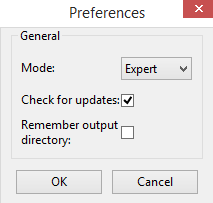 Preferences
General
Mode: Expert
Check for updates:
Remember output
directory:
OK Cancel